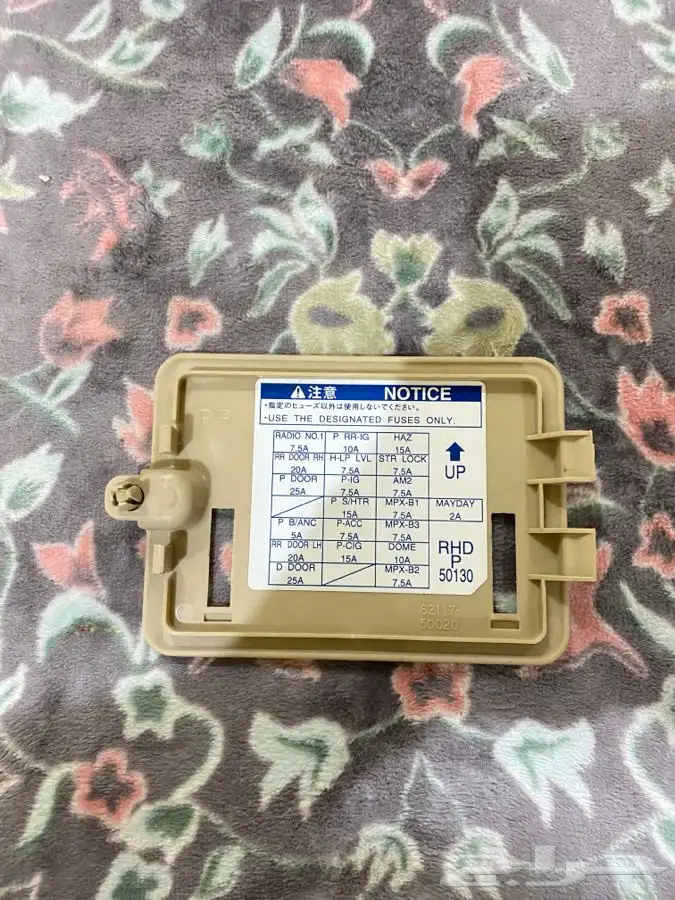 ⚠注意 NOTICE
・指定のヒューズ以外は使用しないでください。
・USE THE DESIGNATED FUSES ONLY.
RADIO NO.1 P RR-IG HAZ
7.5A 10A 15A
RR DOOR RH H-LP LVL STR LOCK
20A 7.5A 7.5A
P DOOR P-IG AM2
25A 7.5A 7.5A
P S/HTR MPX-B1 MAYDAY
15A 7.5A 2A
P B/ANC P-ACC MPX-B3
5A 7.5A 7.5A
RR DOOR LH P-CIG DOME
20A 15A 10A
D DOOR MPX-B2
25A 7.5A
UP
RHD
P
50130
82117-
50020
حراج